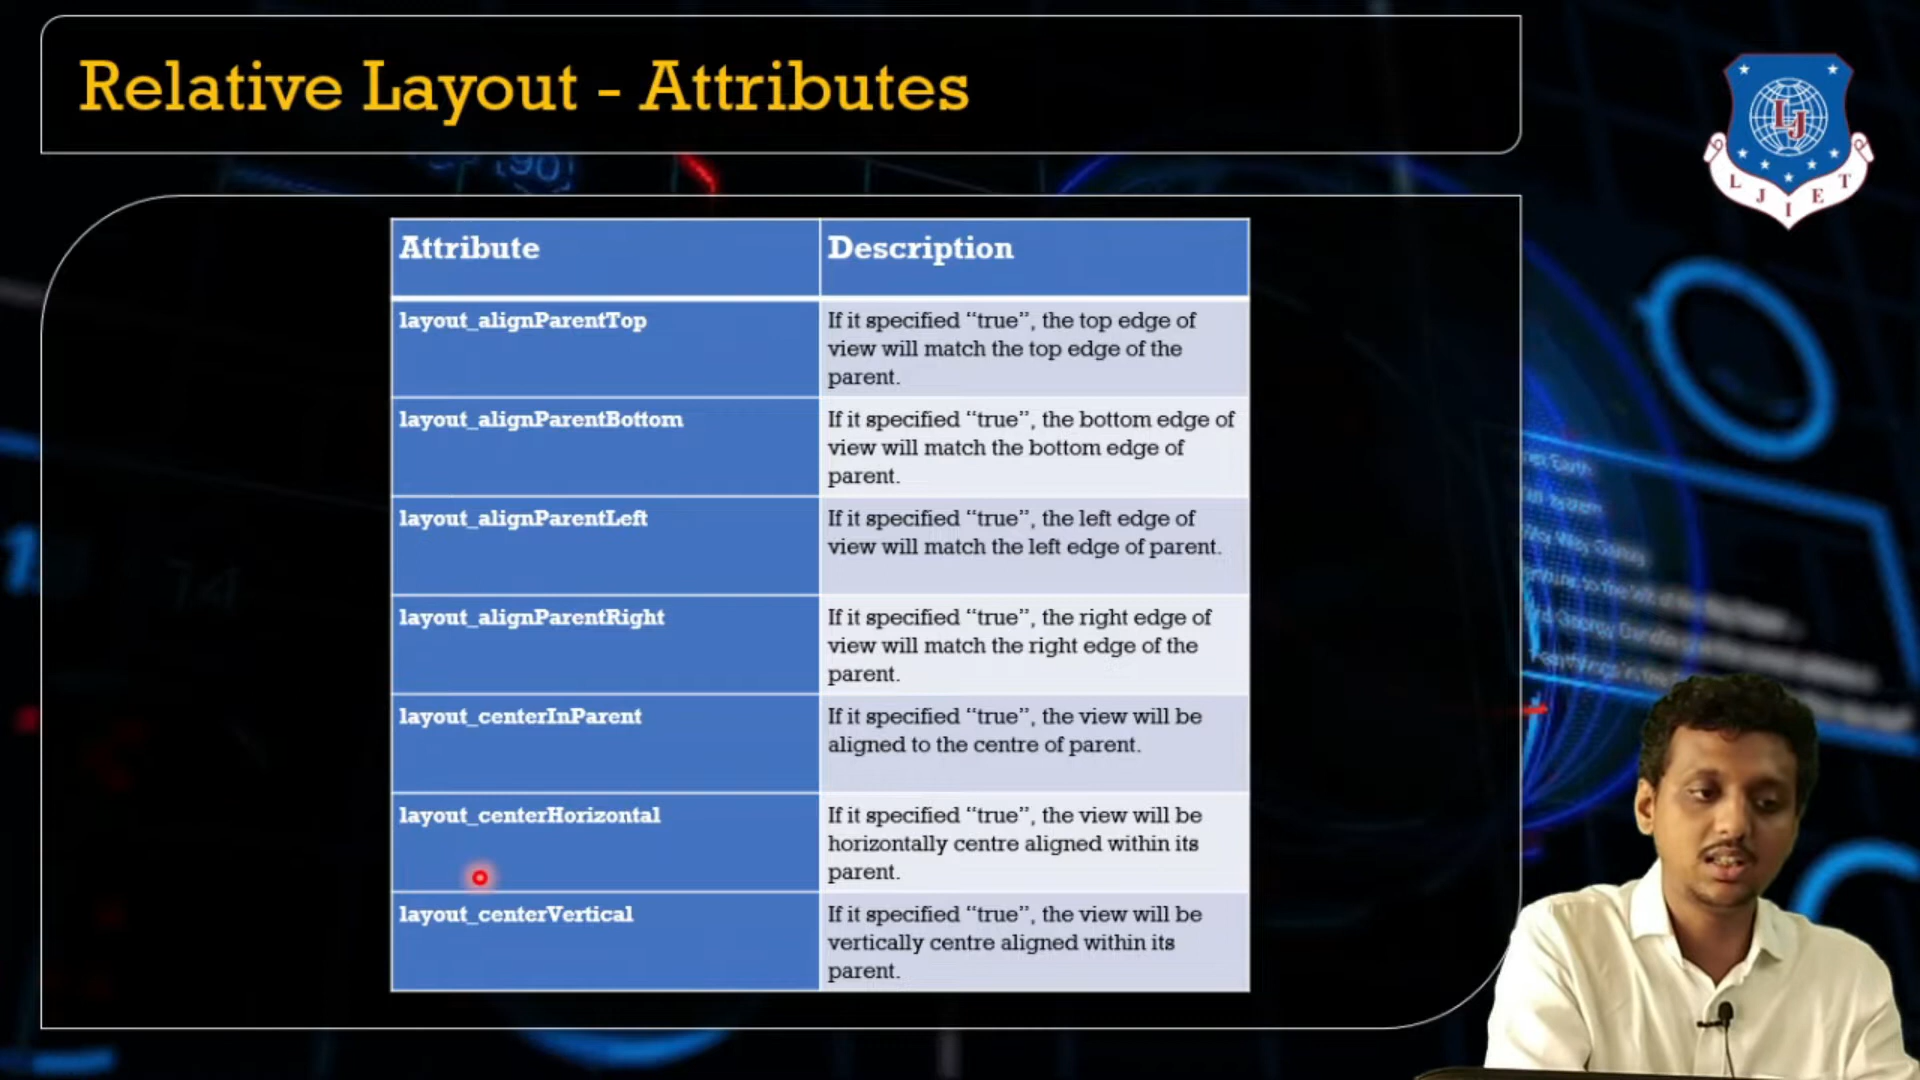 Relative Layout - Attributes
L J I E T
LJ
Attribute Description
layout_alignParentTop If it specified “true”, the top edge of
view will match the top edge of the
parent.
layout_alignParentBottom If it specified “true”, the bottom edge of
view will match the bottom edge of
parent.
layout_alignParentLeft If it specified “true”, the left edge of
view will match the left edge of parent.
layout_alignParentRight If it specified “true”, the right edge of
view will match the right edge of the
parent.
layout_centerInParent If it specified “true”, the view will be
aligned to the centre of parent.
layout_centerHorizontal If it specified “true”, the view will be
horizontally centre aligned within its
parent.
layout_centerVertical If it specified “true”, the view will be
vertically centre aligned within its
parent.